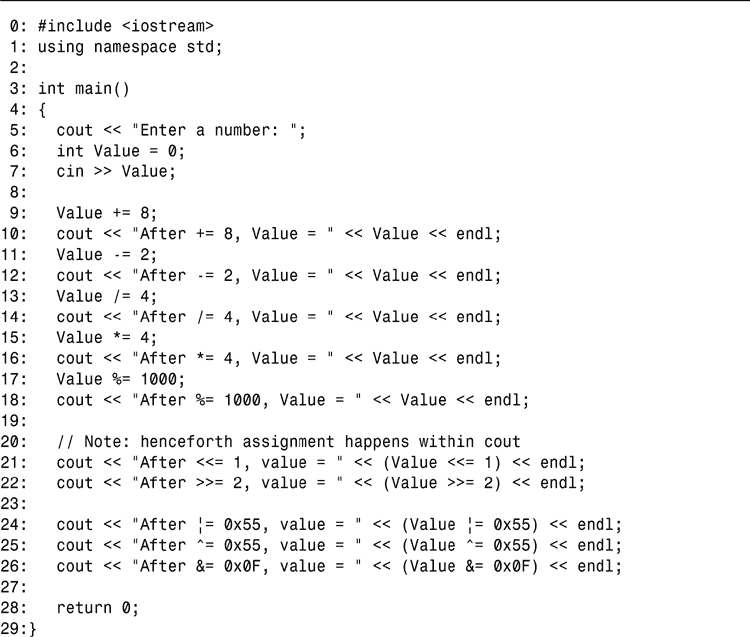 0: #include <iostream>
1: using namespace std;
2:
3: int main()
4: {
5:   cout << "Enter a number: ";
6:   int Value = 0;
7:   cin >> Value;
8:
9:   Value += 8;
10:   cout << "After += 8, Value = " << Value << endl;
11:   Value -= 2;
12:   cout << "After -= 2, Value = " << Value << endl;
13:   Value /= 4;
14:   cout << "After /= 4, Value = " << Value << endl;
15:   Value *= 4;
16:   cout << "After *= 4, Value = " << Value << endl;
17:   Value %= 1000;
18:   cout << "After %= 1000, Value = " << Value << endl;
19:
20:   // Note: henceforth assignment happens within cout
21:   cout << "After <<= 1, value = " << (Value <<= 1) << endl;
22:   cout << "After >>= 2, value = " << (Value >>= 2) << endl;
23:
24:   cout << "After ¦= 0x55, value = " << (Value ¦= 0x55) << endl;
25:   cout << "After ^= 0x55, value = " << (Value ^= 0x55) << endl;
26:   cout << "After &= 0x0F, value = " << (Value &= 0x0F) << endl;
27:
28:   return 0;
29:}